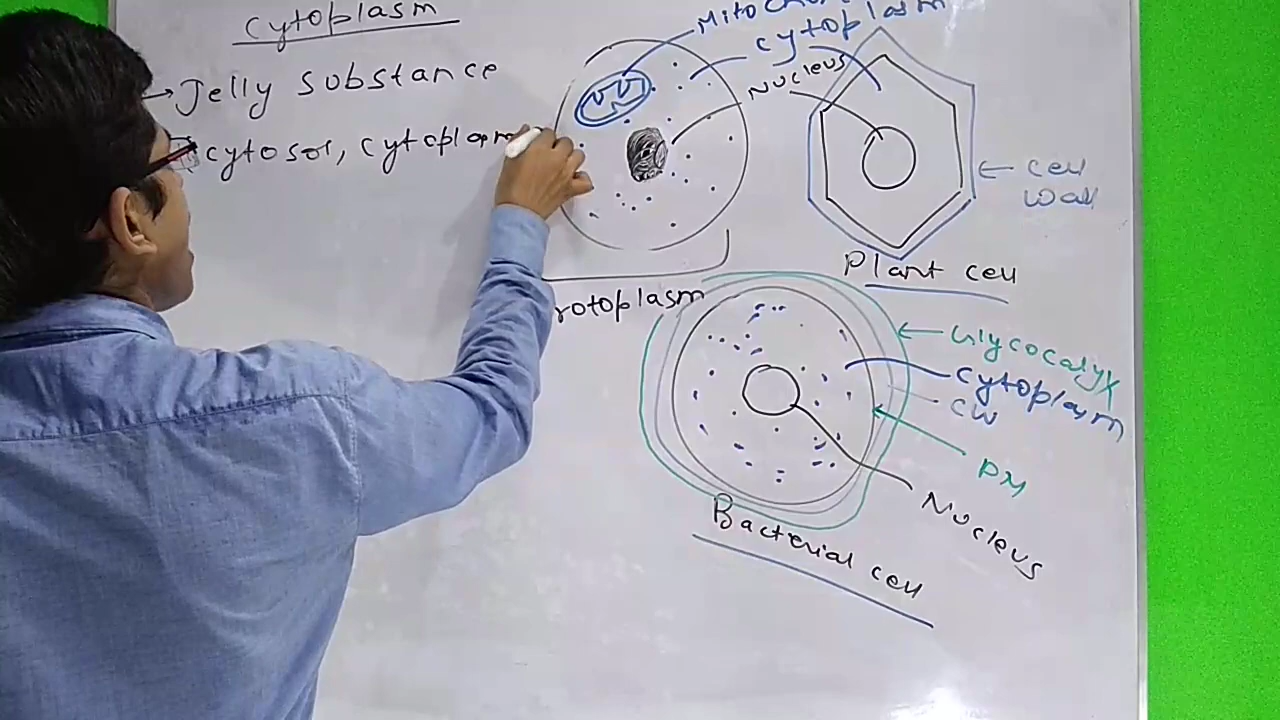 Cytoplasm
→ Jelly substance
cytosol, cytoplasm
cytoplasm
Nucleus
← Cell
Wall
Plant cell
rotoplasm
← Glycocalyx
Cytoplasm
CW
PM
Nucleus
Bacterial cell